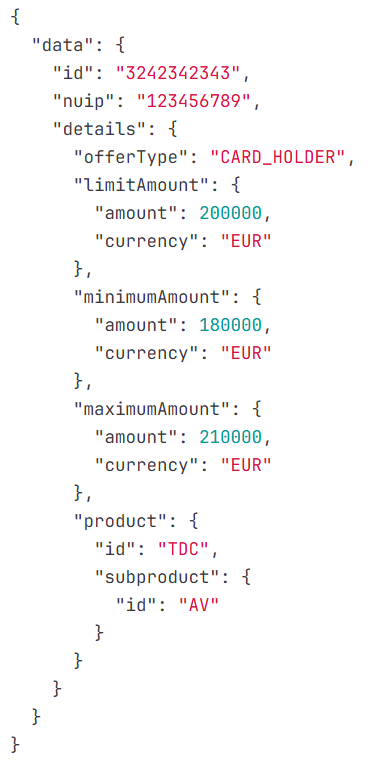 {
  "data": {
    "id": "3242342343",
    "nuip": "123456789",
    "details": {
      "offerType": "CARD_HOLDER",
      "limitAmount": {
        "amount": 200000,
        "currency": "EUR"
      },
      "minimumAmount": {
        "amount": 180000,
        "currency": "EUR"
      },
      "maximumAmount": {
        "amount": 210000,
        "currency": "EUR"
      },
      "product": {
        "id": "TDC",
        "subproduct": {
          "id": "AV"
        }
      }
    }
  }
}